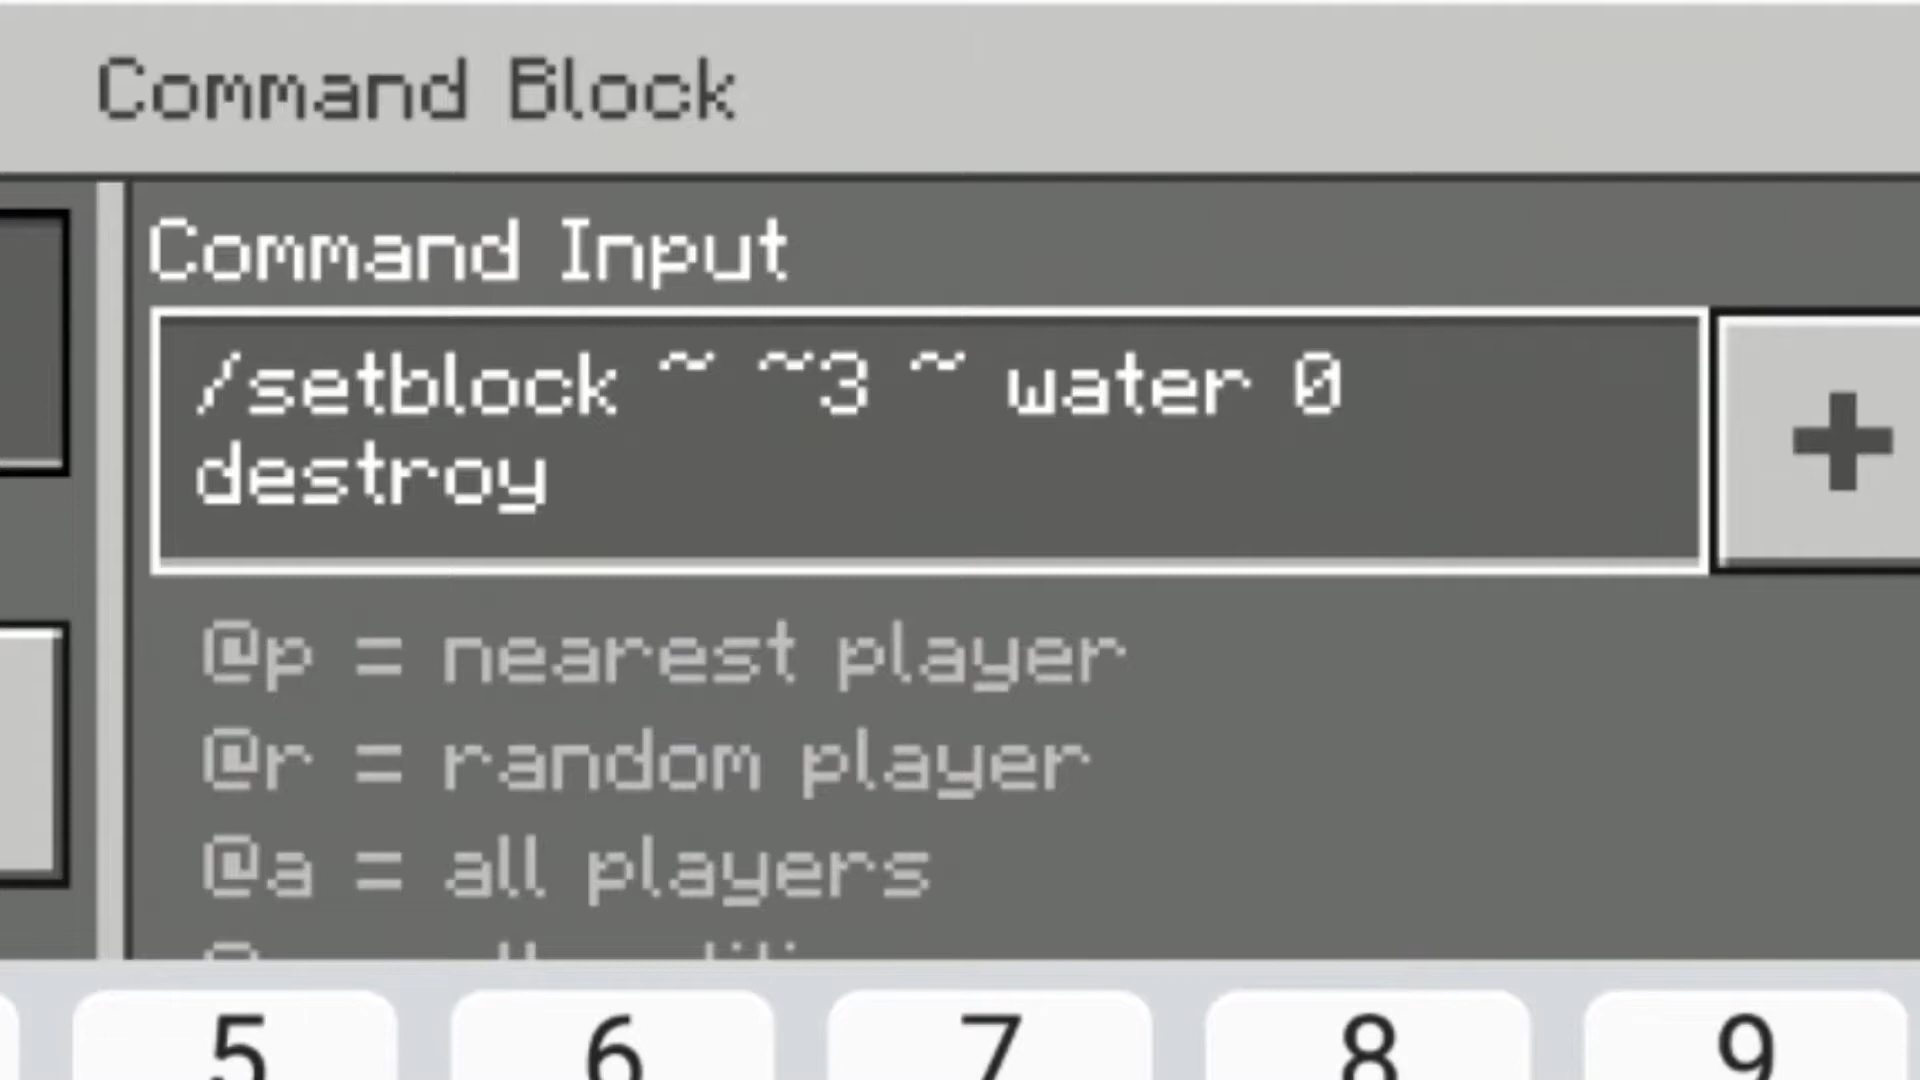 Command Block
Command Input
/setblock ~ ~3 ~ water 0
destroy
@p = nearest player
@r = random player
@a = all players
5 6 7 8 9